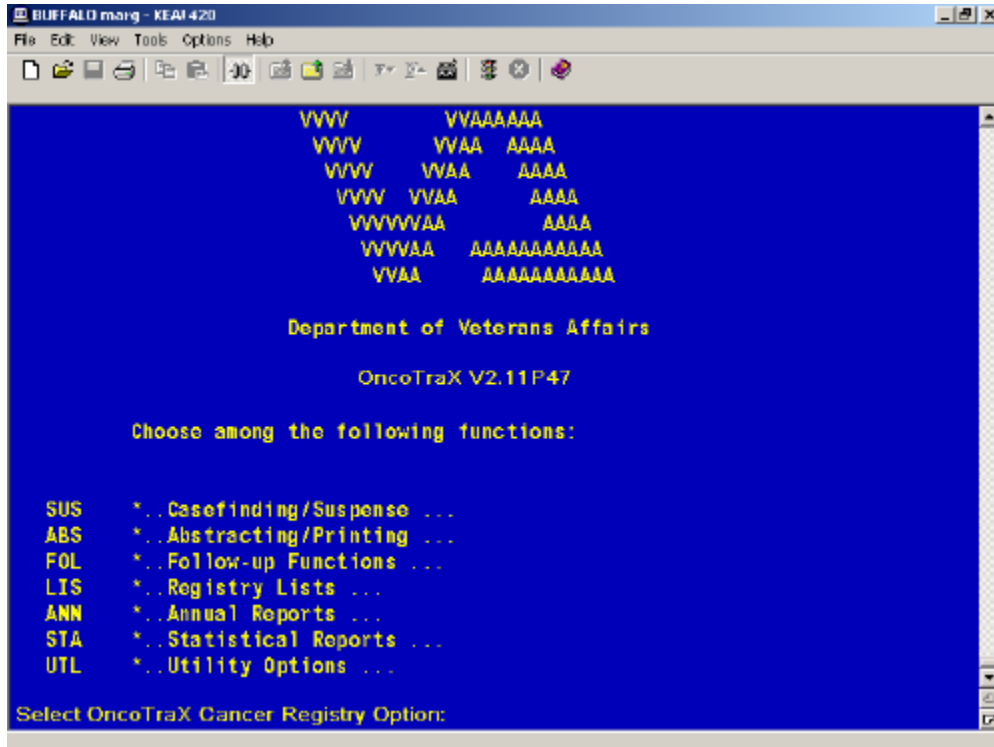 BUFFALO marg - KEA! 420
File Edit View Tools Options Help
VVVV VVAAAAAA
VVVV VVAA AAAA
VVVV VVAA AAAA
VVVV VVAA AAAA
VVVVVVAA AAAA
VVVVAA AAAAAAAAAAA
VVAA AAAAAAAAAAA
Department of Veterans Affairs
OncoTraX V2.11P47
Choose among the following functions:
SUS *..Casefinding/Suspense ...
ABS *..Abstracting/Printing ...
FOL *..Follow-up Functions ...
LIS *..Registry Lists ...
ANN *..Annual Reports ...
STA *..Statistical Reports ...
UTL *..Utility Options ...
Select OncoTraX Cancer Registry Option: